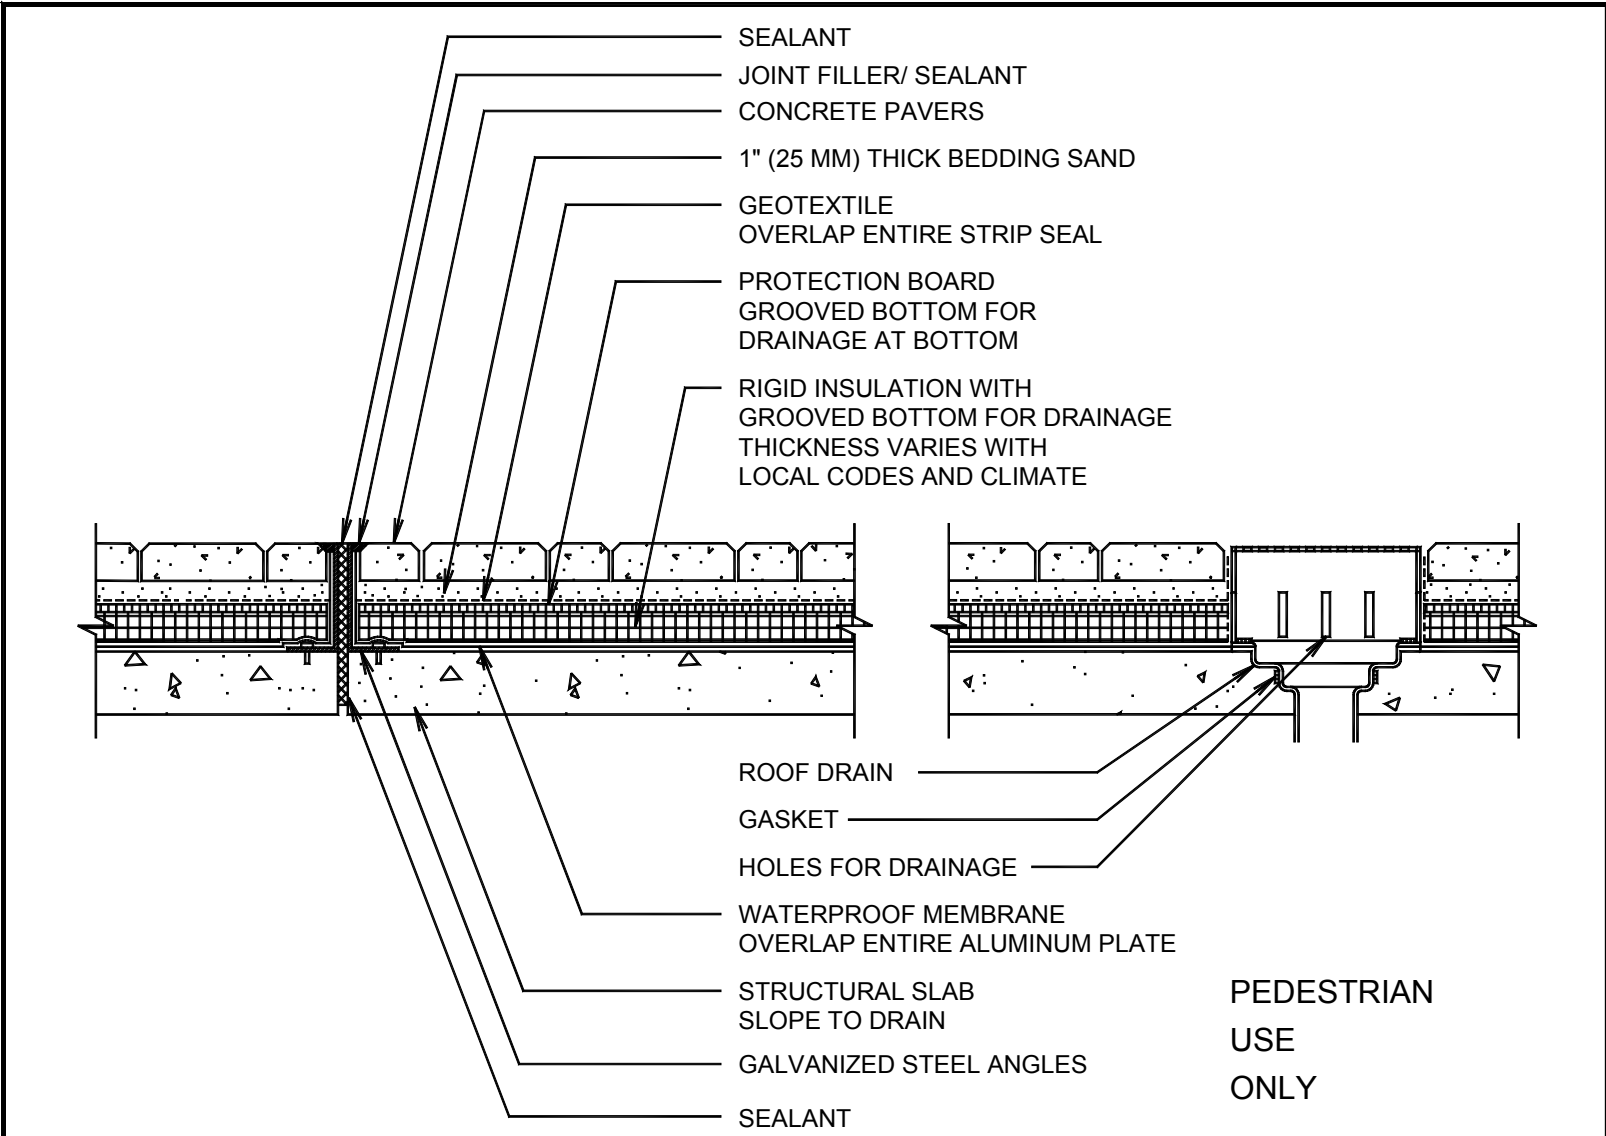 SEALANT
JOINT FILLER/ SEALANT
CONCRETE PAVERS
1" (25 MM) THICK BEDDING SAND
GEOTEXTILE
OVERLAP ENTIRE STRIP SEAL
PROTECTION BOARD
GROOVED BOTTOM FOR
DRAINAGE AT BOTTOM
RIGID INSULATION WITH
GROOVED BOTTOM FOR DRAINAGE
THICKNESS VARIES WITH
LOCAL CODES AND CLIMATE
ROOF DRAIN
GASKET
HOLES FOR DRAINAGE
WATERPROOF MEMBRANE
OVERLAP ENTIRE ALUMINUM PLATE
STRUCTURAL SLAB
SLOPE TO DRAIN
GALVANIZED STEEL ANGLES
SEALANT
PEDESTRIAN
USE
ONLY